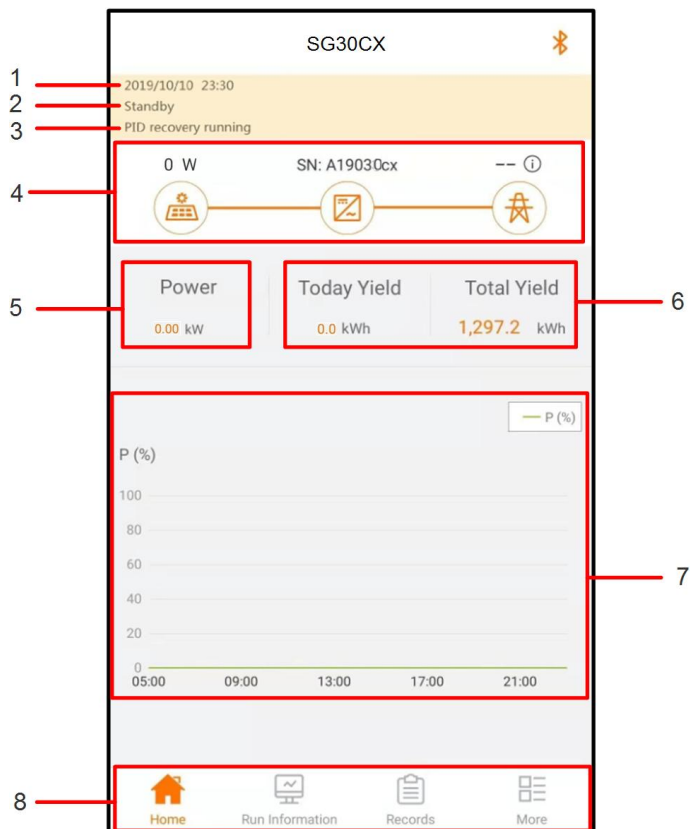 SG30CX
1 2019/10/10 23:30
2 Standby
3 PID recovery running
0 W SN: A19030cx --
4
Power Today Yield Total Yield
5 6
0.00 kW 0.0 kWh 1,297.2 kWh
P (%)
P (%)
100
80
60
7
40
20
0
05:00 09:00 13:00 17:00 21:00
8
Home Run Information Records More